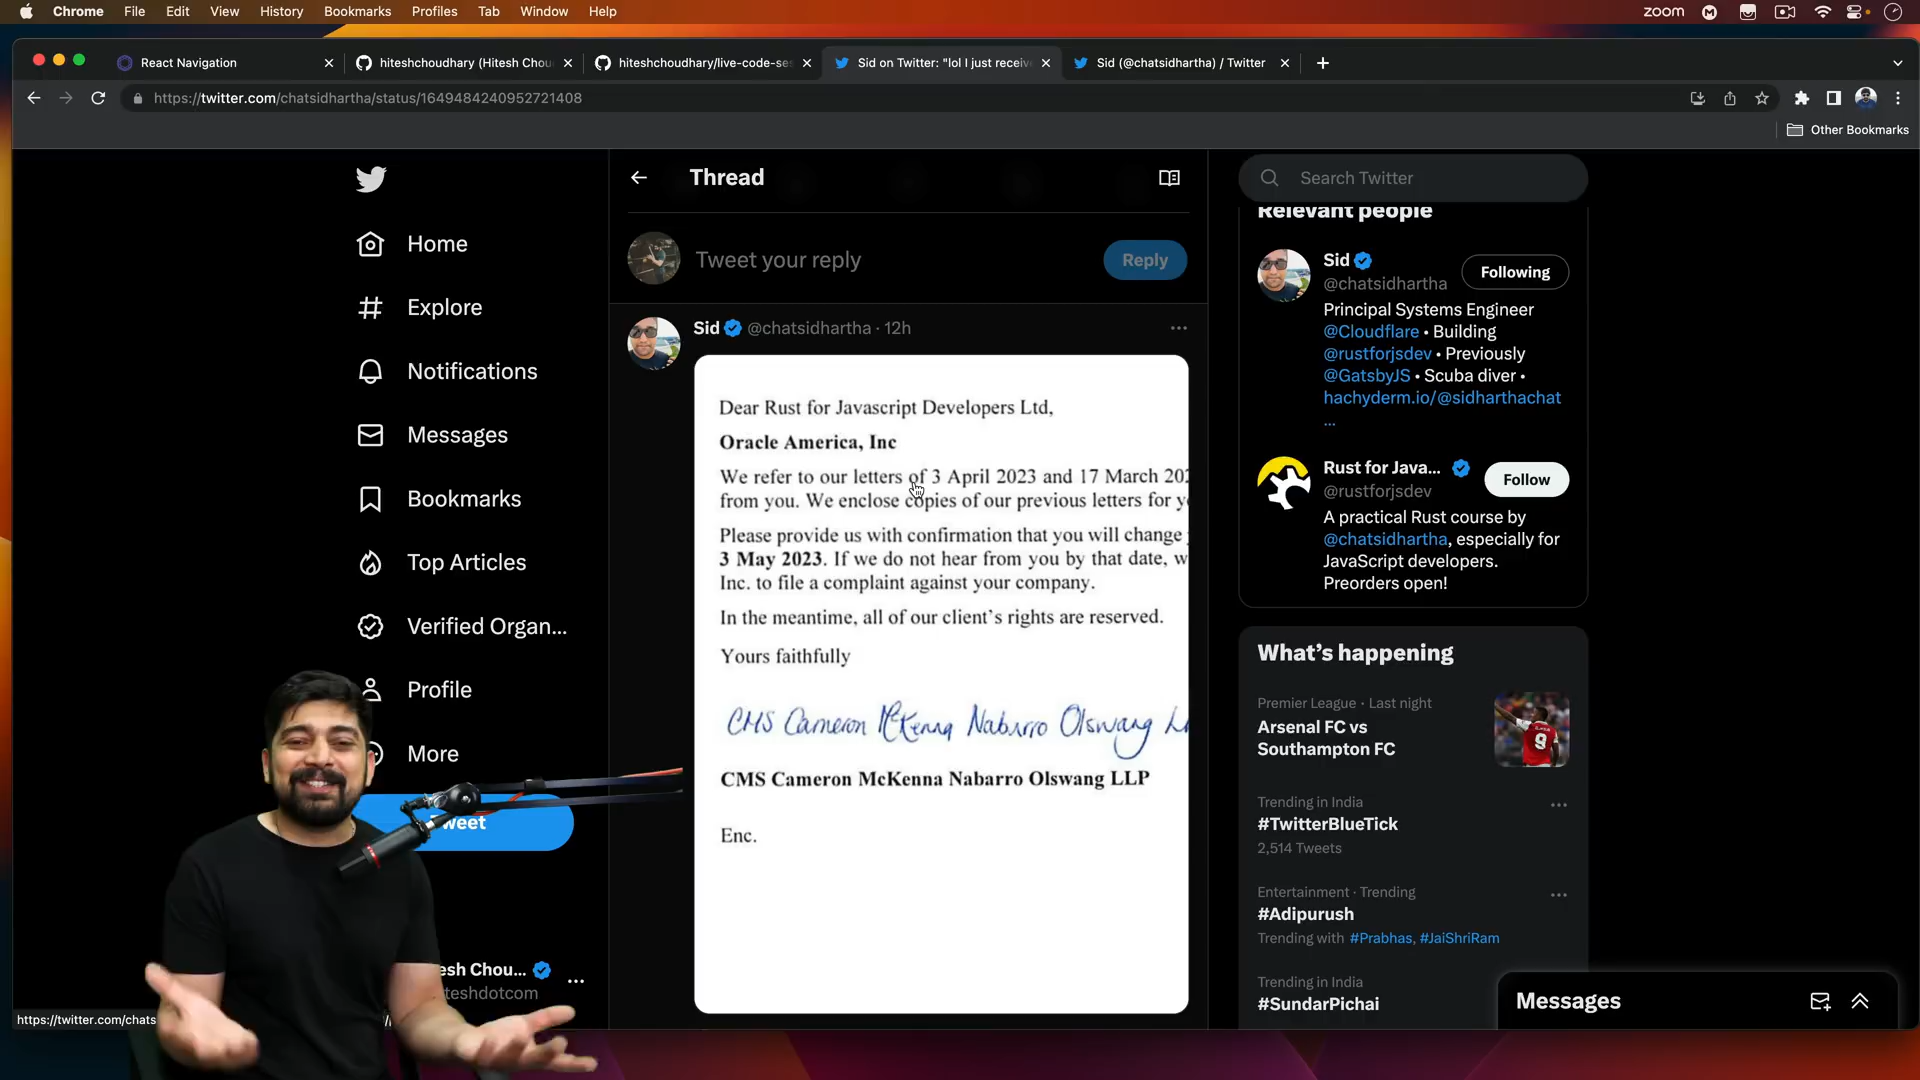 Chrome File Edit View History Bookmarks Profiles Tab Window Help
zoom
React Navigation
hiteshchoudhary (Hitesh Chou
hiteshchoudhary/live-code-ses
Sid on Twitter: "lol I just receiv
Sid (@chatsidhartha) / Twitter
https://twitter.com/chatsidhartha/status/1649484240952721408
Other Bookmarks
Home
Explore
Notifications
Messages
Bookmarks
Top Articles
Verified Organ...
Profile
More
Tweet
esh Chou...
teshdotcom
https://twitter.com/chats
Thread
Tweet your reply
Reply
Sid @chatsidhartha · 12h
Dear Rust for Javascript Developers Ltd,
Oracle America, Inc
We refer to our letters of 3 April 2023 and 17 March 202
from you. We enclose copies of our previous letters for y
Please provide us with confirmation that you will change
3 May 2023. If we do not hear from you by that date, w
Inc. to file a complaint against your company.
In the meantime, all of our client's rights are reserved.
Yours faithfully
CMS Cameron McKenna Nabarro Olswang
CMS Cameron McKenna Nabarro Olswang LLP
Enc.
Search Twitter
Relevant people
Sid
Following
@chatsidhartha
Principal Systems Engineer
@Cloudflare • Building
@rustforjsdev • Previously
@GatsbyJS • Scuba diver •
hachyderm.io/@sidharthachat
...
Rust for Java...
Follow
@rustforjsdev
A practical Rust course by
@chatsidhartha, especially for
JavaScript developers.
Preorders open!
What's happening
Premier League · Last night
Arsenal FC vs
Southampton FC
9
Trending in India
#TwitterBlueTick
2,514 Tweets
Entertainment · Trending
#Adipurush
Trending with #Prabhas, #JaiShriRam
Trending in India
#SundarPichai
Messages